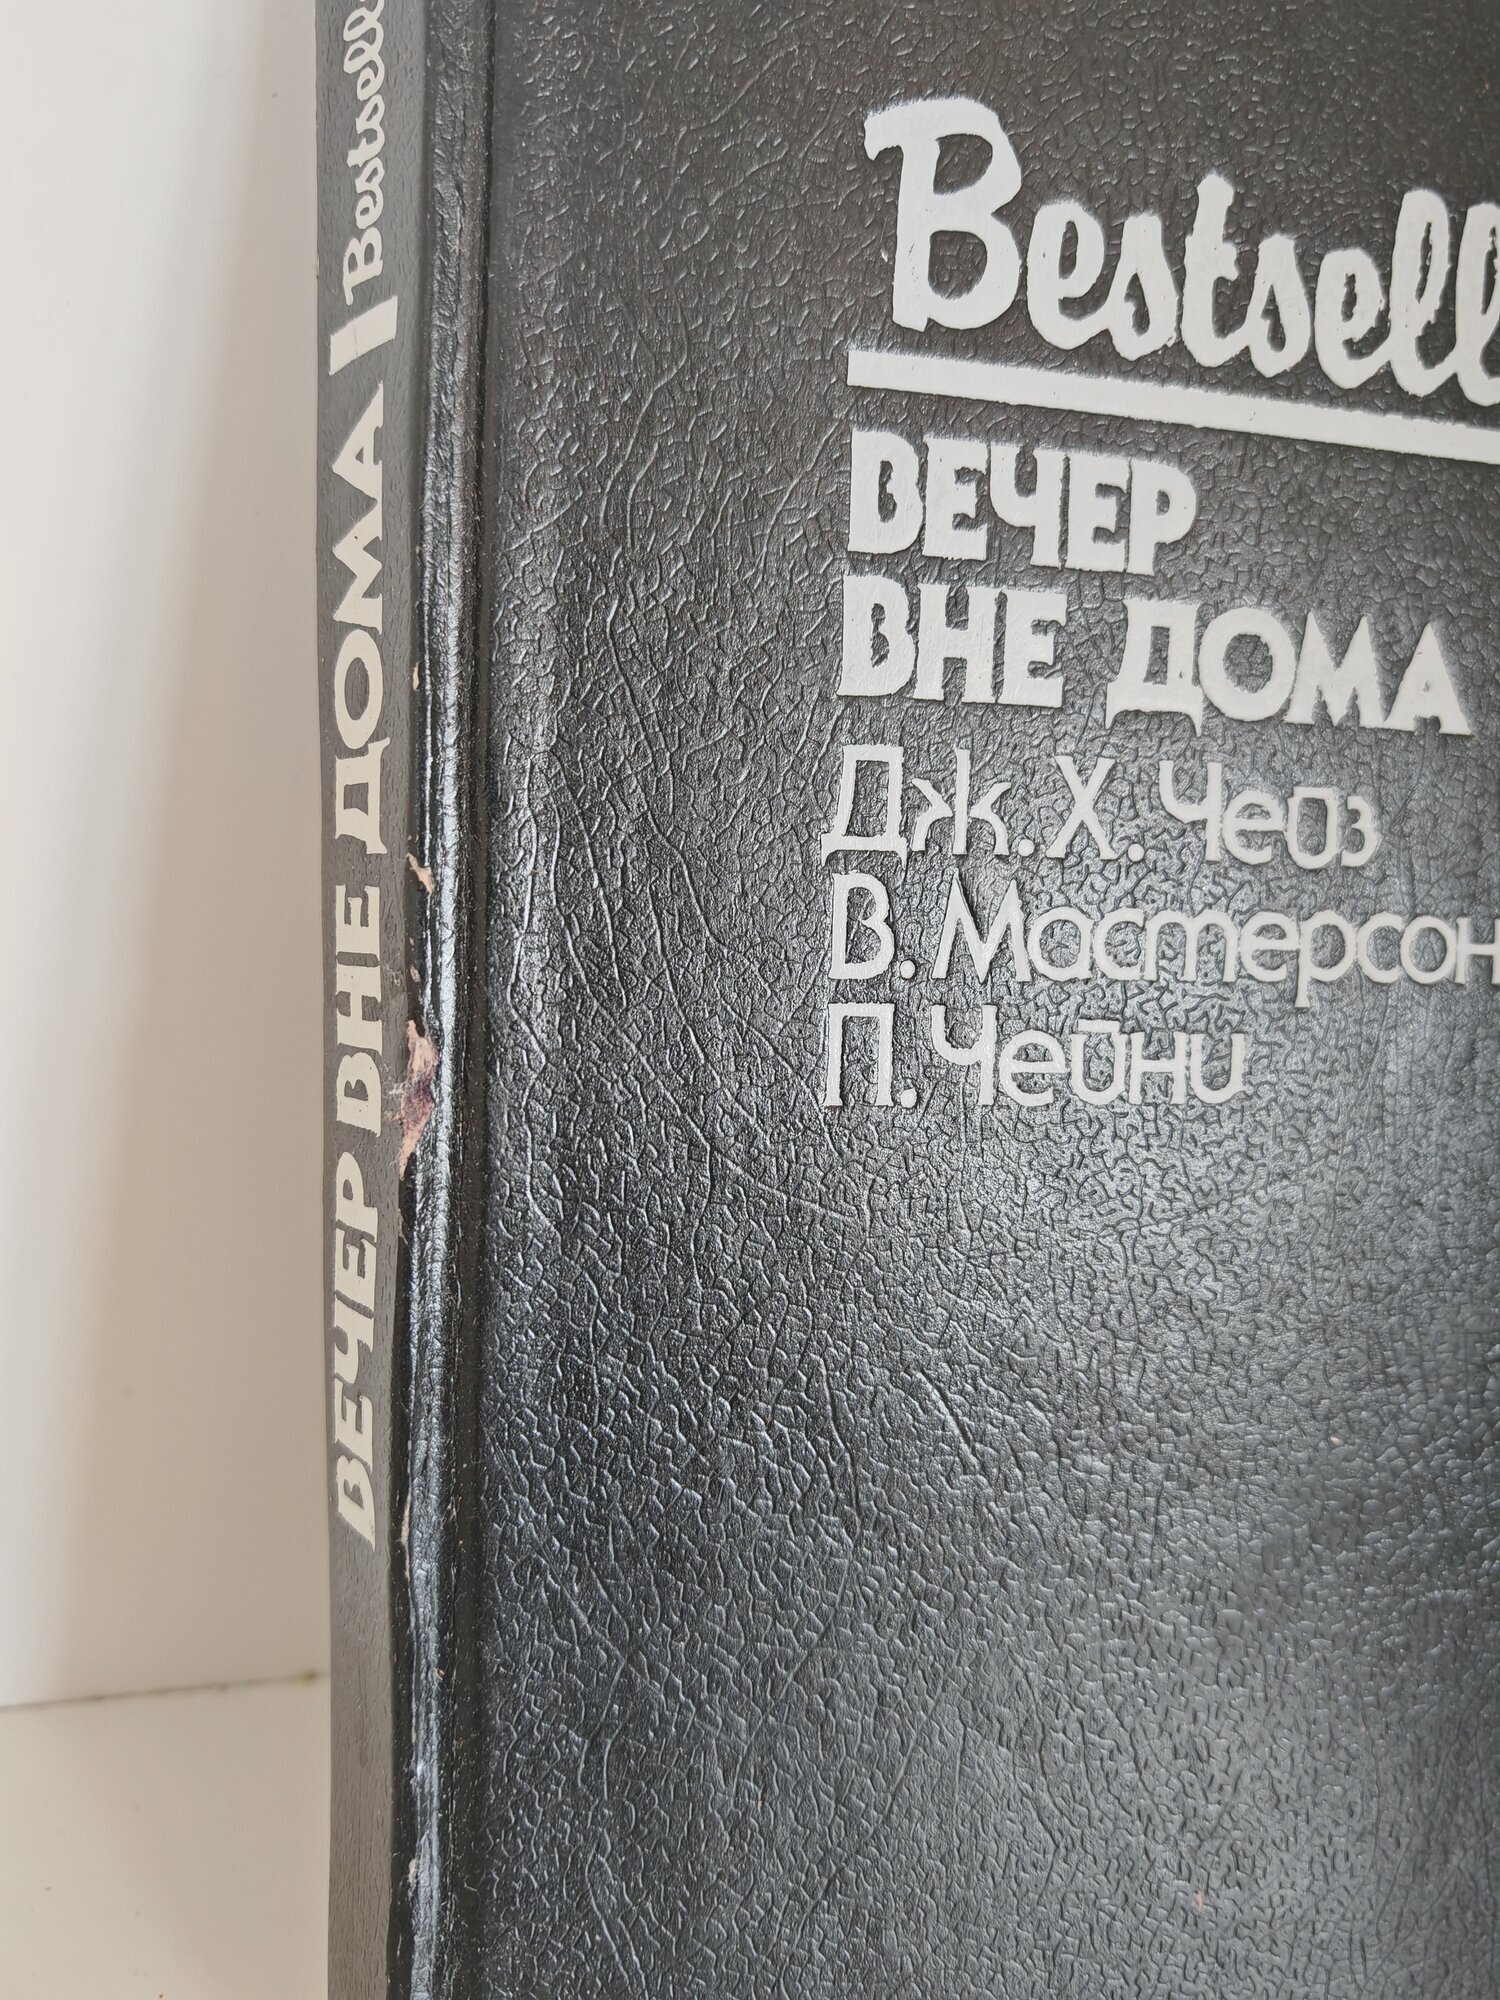 ВЕЧЕР ВНЕ ДОМА | Bestsell
Bestsell
ВЕЧЕР
ВНЕ ДОМА
Дж. Х. Чейз
В. Мастерсон
П. Чейни